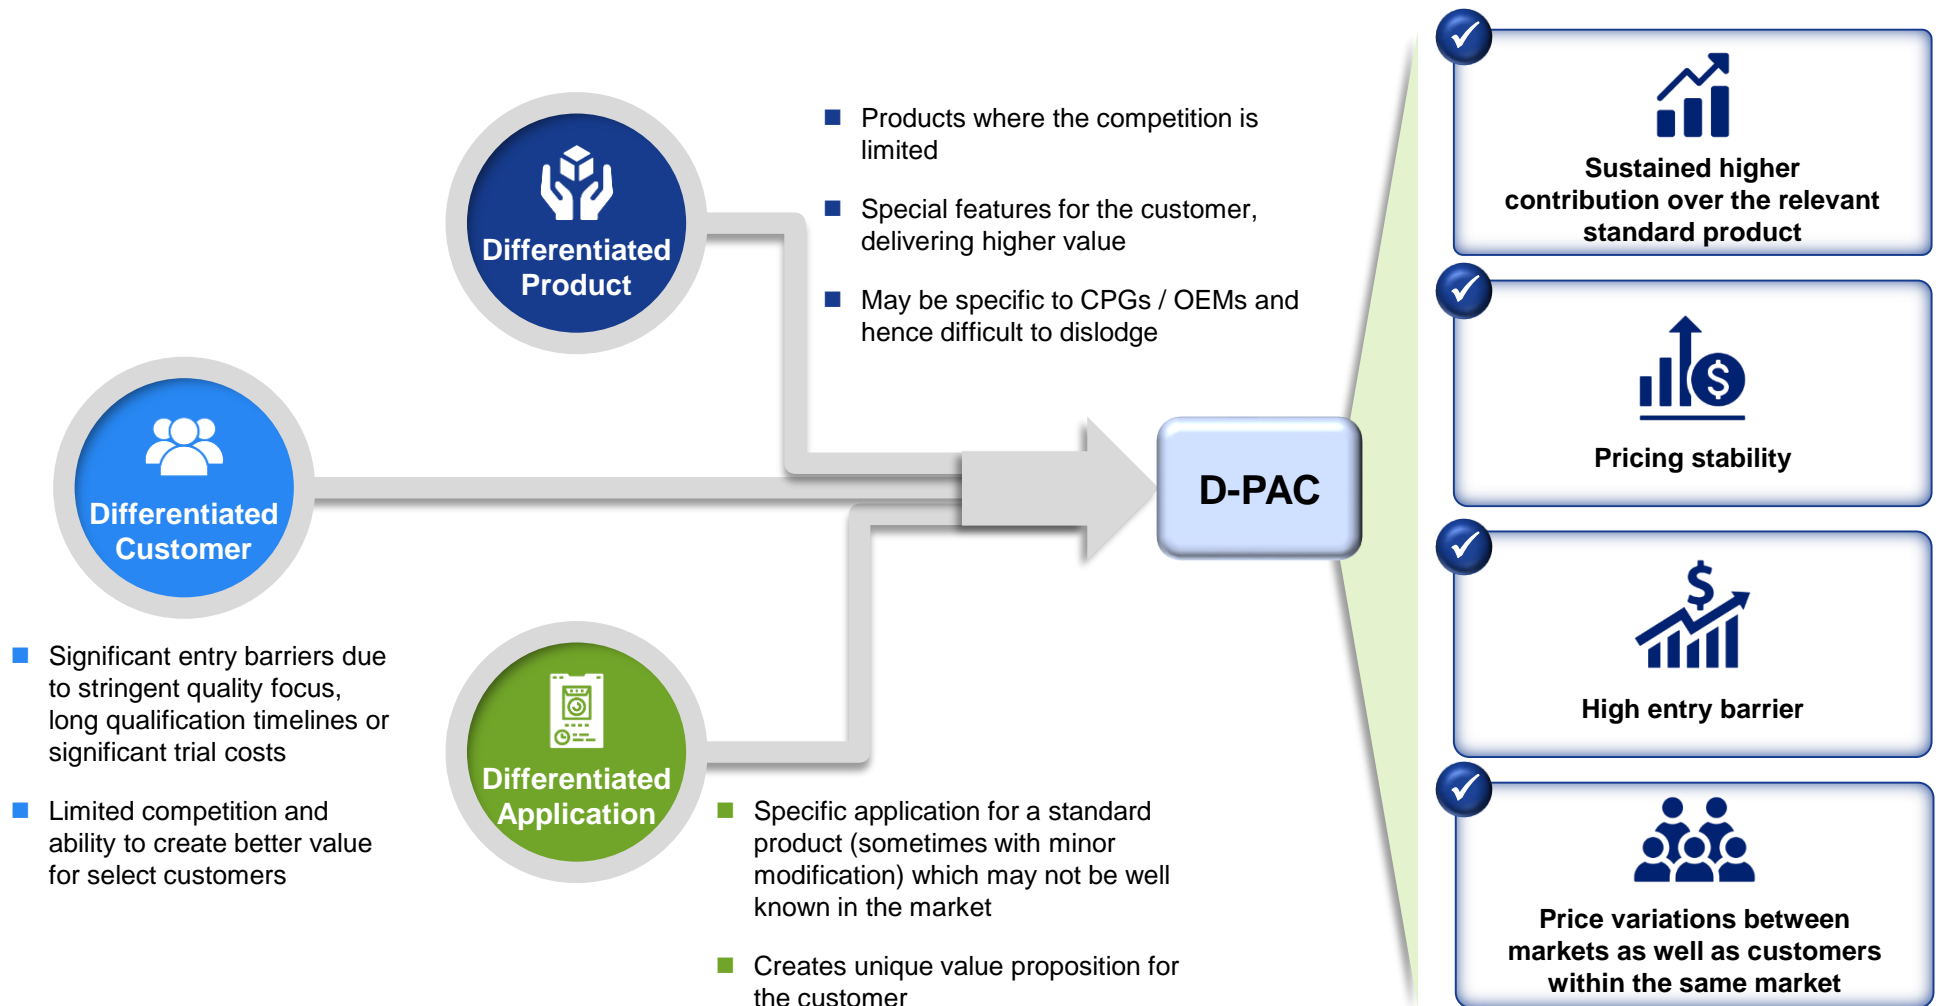 Differentiated
Product
Products where the competition is
limited
Special features for the customer,
delivering higher value
May be specific to CPGs / OEMs and
hence difficult to dislodge
Differentiated
Customer
Significant entry barriers due
to stringent quality focus,
long qualification timelines or
significant trial costs
Limited competition and
ability to create better value
for select customers
Differentiated
Application
Specific application for a standard
product (sometimes with minor
modification) which may not be well
known in the market
Creates unique value proposition for
the customer
D-PAC
Sustained higher
contribution over the relevant
standard product
$
Pricing stability
$
High entry barrier
Price variations between
markets as well as customers
within the same market